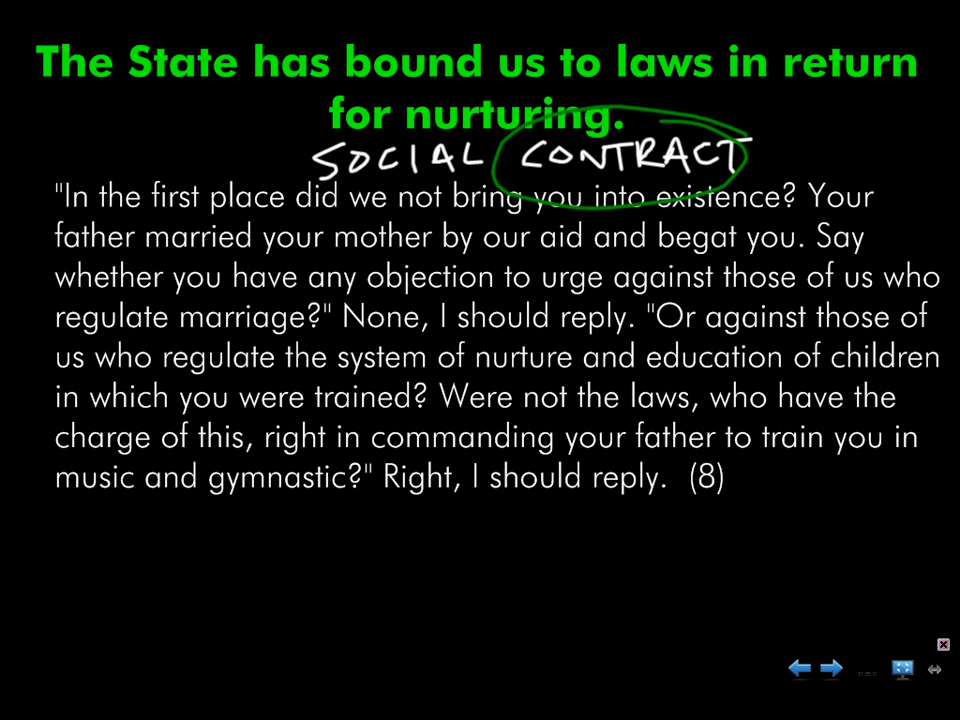 The State has bound us to laws in return
for nurturing.
SOCIAL CONTRACT
"In the first place did we not bring you into existence? Your
father married your mother by our aid and begat you. Say
whether you have any objection to urge against those of us who
regulate marriage?" None, I should reply. "Or against those of
us who regulate the system of nurture and education of children
in which you were trained? Were not the laws, who have the
charge of this, right in commanding your father to train you in
music and gymnastic?" Right, I should reply. (8)